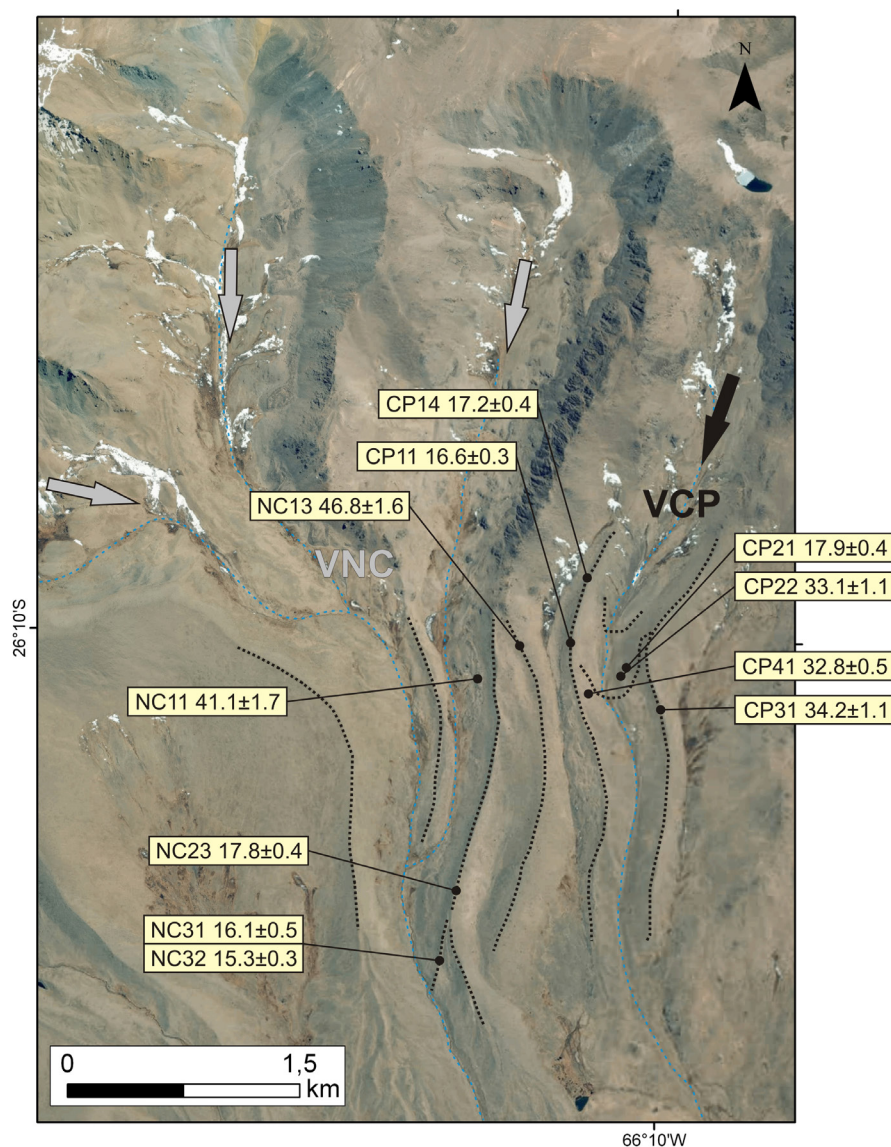 N
CP14 17.2±0.4
CP11 16.6±0.3
NC13 46.8±1.6
VCP
VNC
CP21 17.9±0.4
CP22 33.1±1.1
26°10'S
CP41 32.8±0.5
NC11 41.1±1.7
CP31 34.2±1.1
NC23 17.8±0.4
NC31 16.1±0.5
NC32 15.3±0.3
0 1,5
km
66°10'W